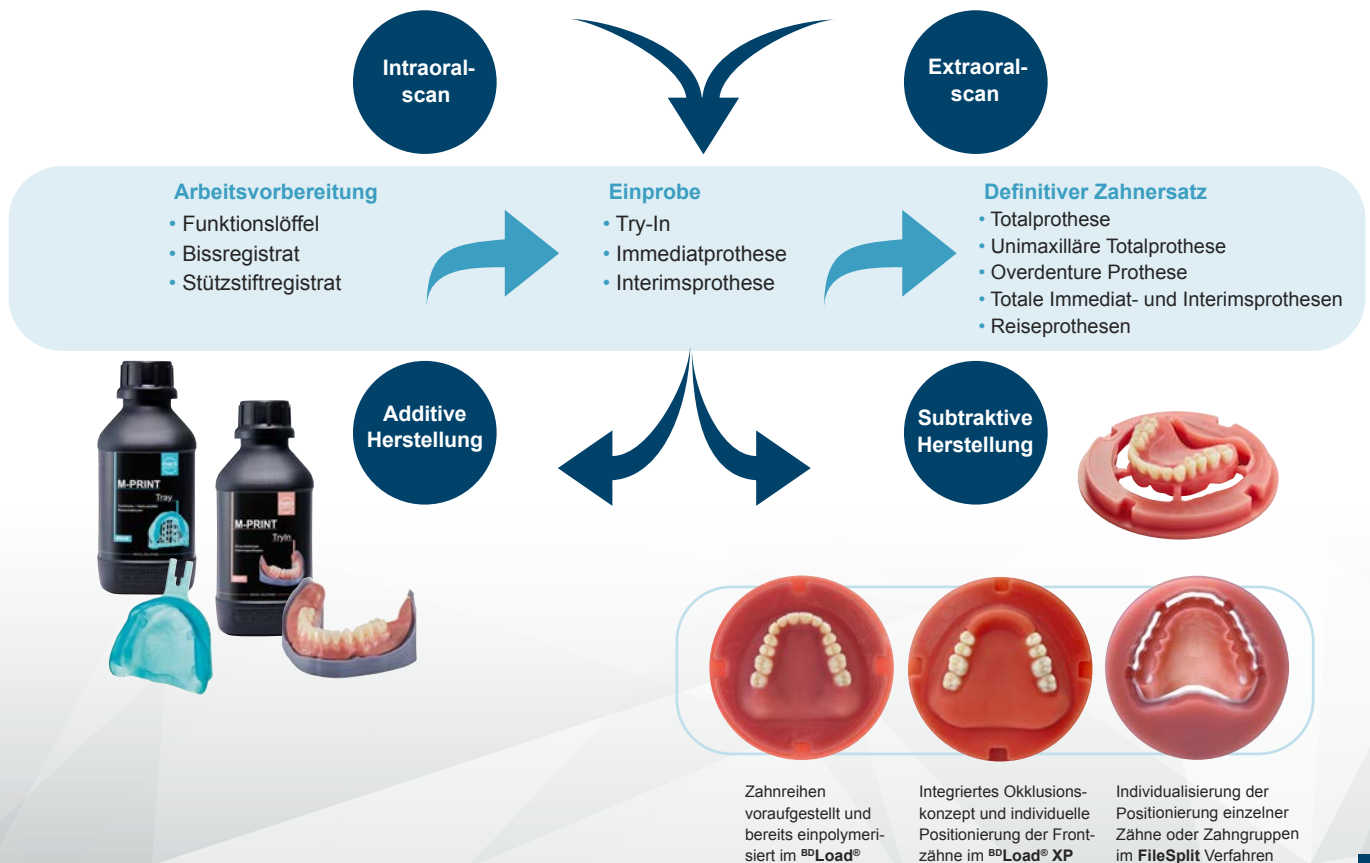 Intraoral-
scan
Extraoral-
scan
Arbeitsvorbereitung
• Funktionslöffel
• Bissregistrat
• Stützstiftregistrat
Einprobe
• Try-In
• Immediatprothese
• Interimsprothese
Definitiver Zahnersatz
• Totalprothese
• Unimaxilläre Totalprothese
• Overdenture Prothese
• Totale Immediat- und Interimsprothesen
• Reiseprothesen
Additive
Herstellung
Subtraktive
Herstellung
M-PRINT
Tray
M-PRINT
TryIn
Zahnreihen
voraufgestellt und
bereits einpolymeri-
siert im BDLoad®
Integriertes Okklusions-
konzept und individuelle
Positionierung der Front-
zähne im BDLoad® XP
Individualisierung der
Positionierung einzelner
Zähne oder Zahngruppen
im FileSplit Verfahren